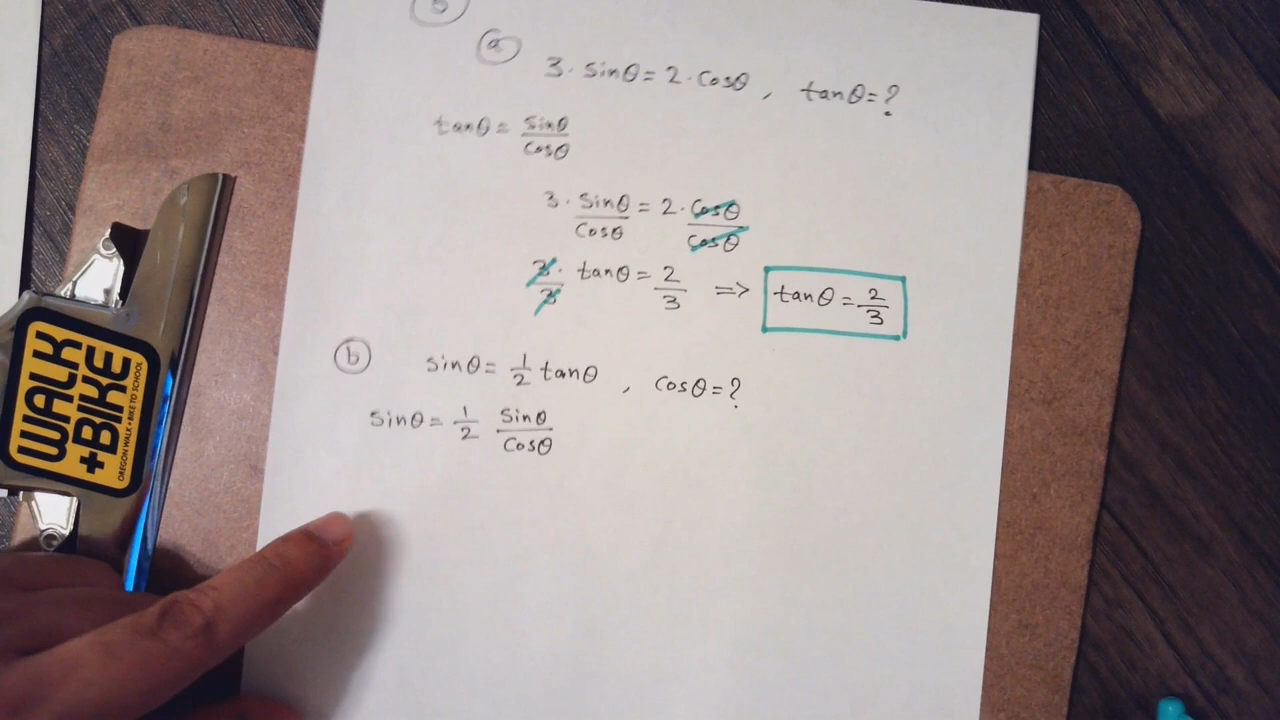 5
a
3 · sinθ = 2 · cosθ , tanθ = ?
tanθ = sinθ/cosθ
3 · sinθ/cosθ = 2 · cosθ/cosθ
3/3 · tanθ = 2/3 => tanθ = 2/3
b
sinθ = 1/2 tanθ , cosθ = ?
sinθ = 1/2 sinθ/cosθ
WALK
+BIKE
OREGON WALK + BIKE TO SCHOOL